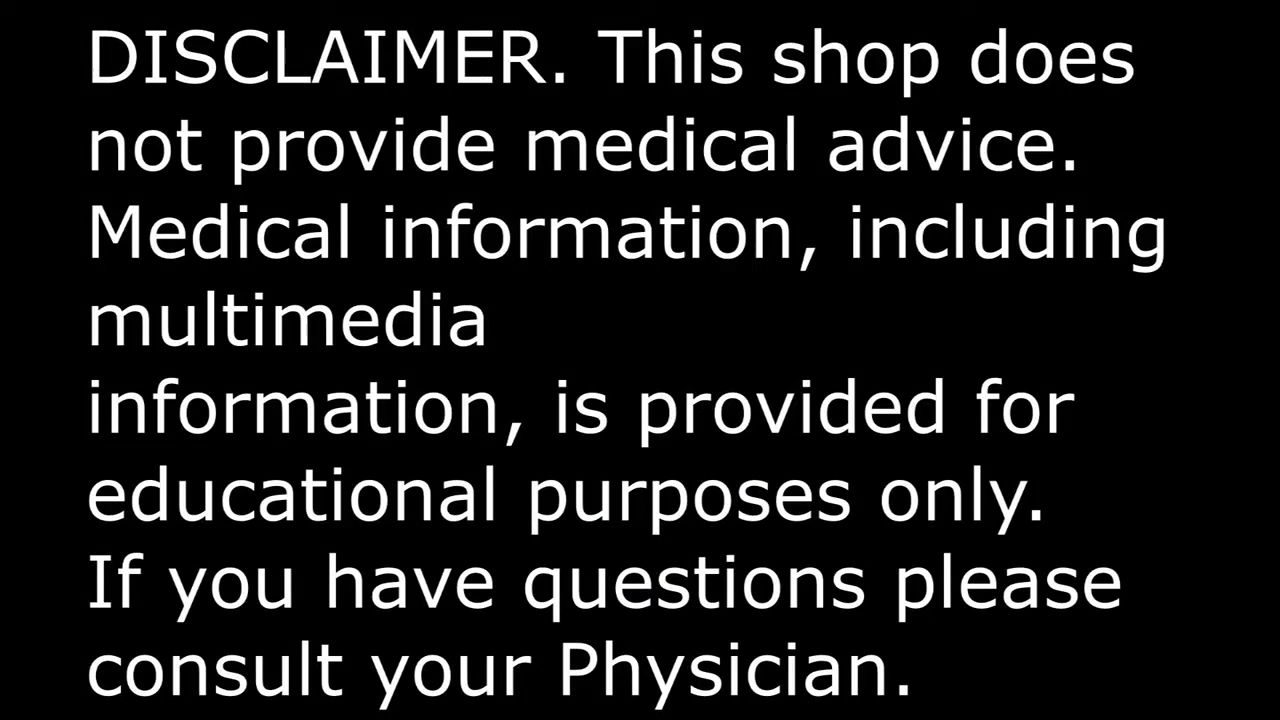 DISCLAIMER. This shop does
not provide medical advice.
Medical information, including
multimedia
information, is provided for
educational purposes only.
If you have questions please
consult your Physician.